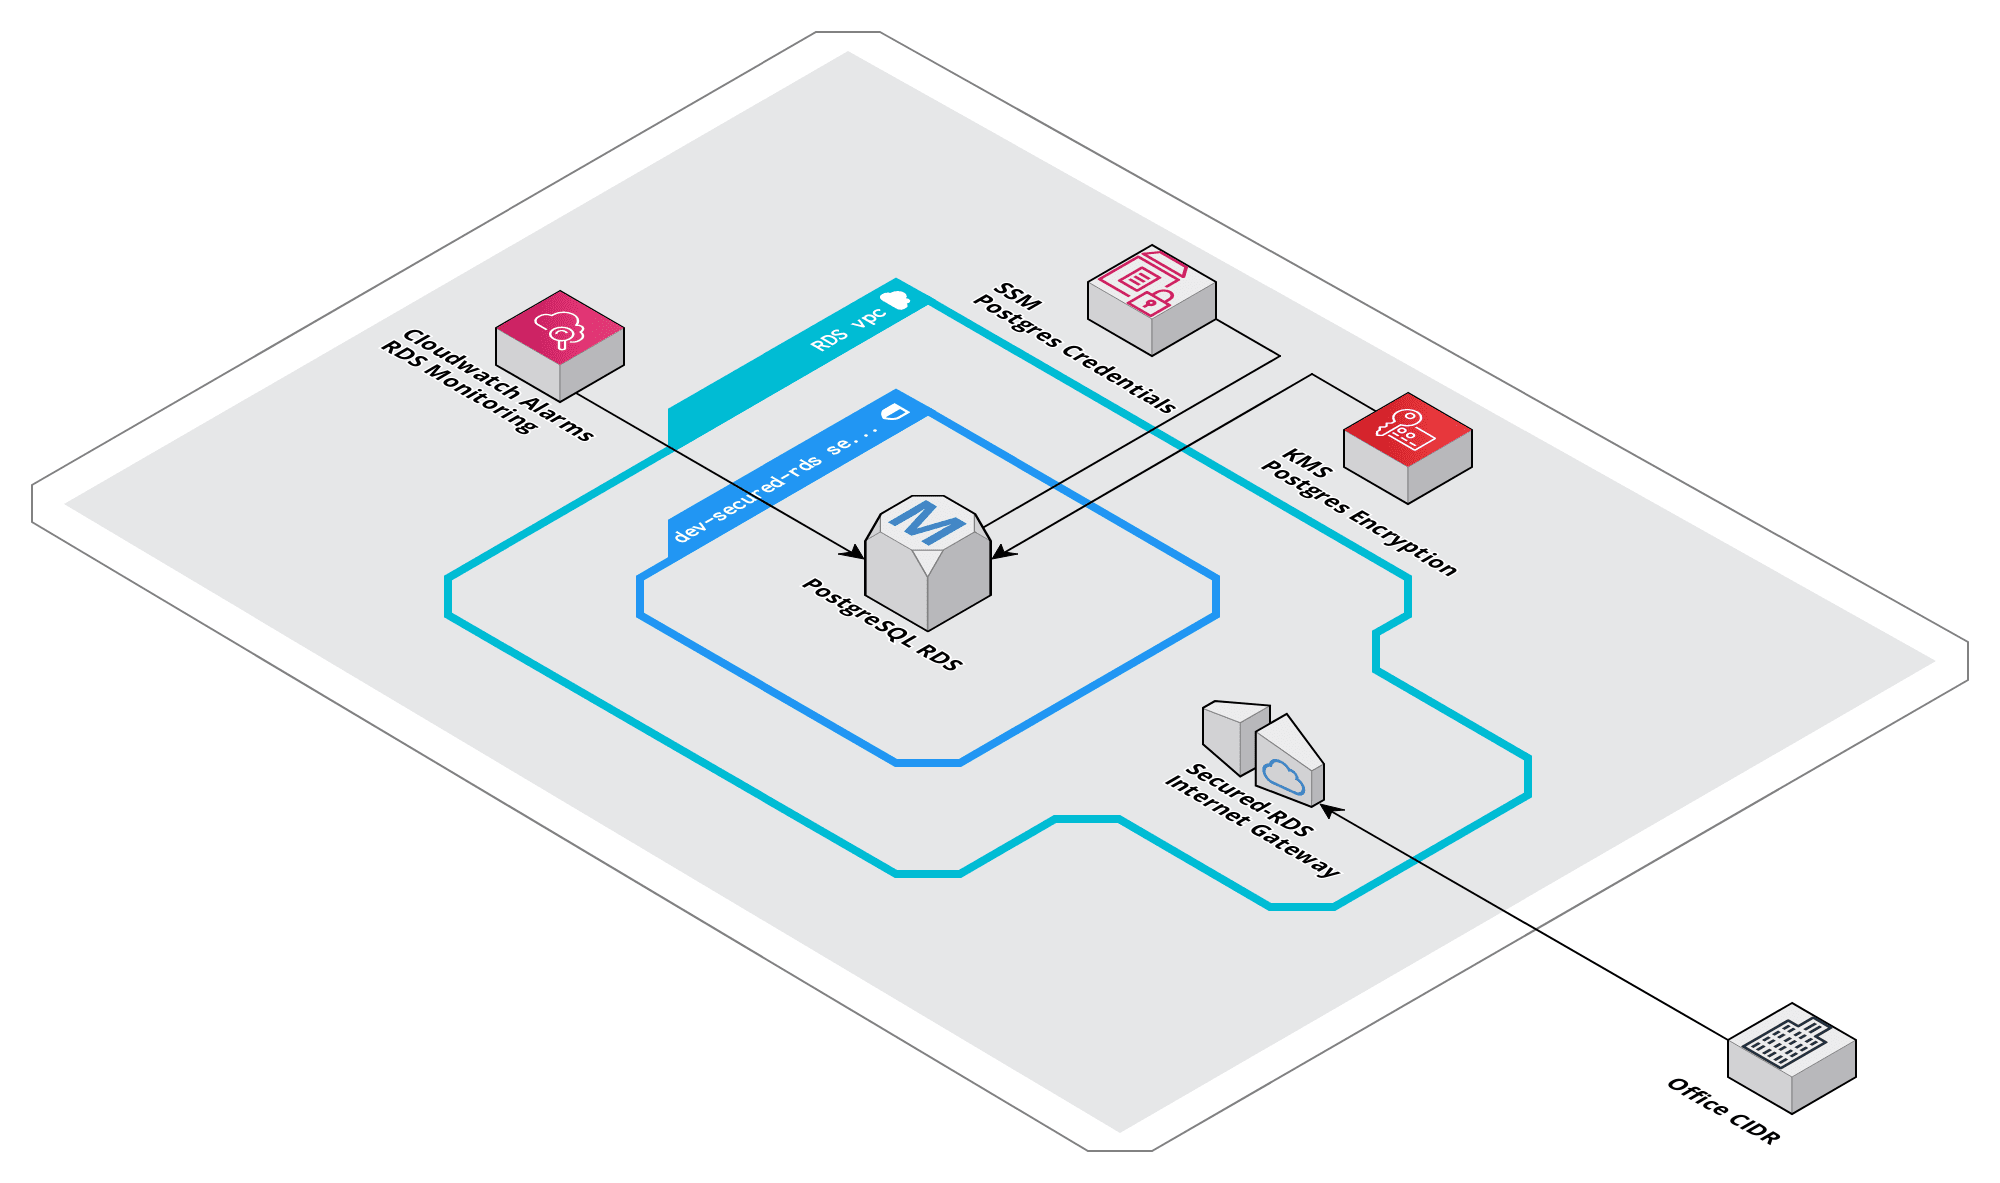 SSM
Postgres Credentials
RDS vpc
Cloudwatch Alarms
RDS Monitoring
dev-secured-rds se...
M
KMS
Postgres Encryption
PostgreSQL RDS
Secured-RDS
Internet Gateway
Office CIDR